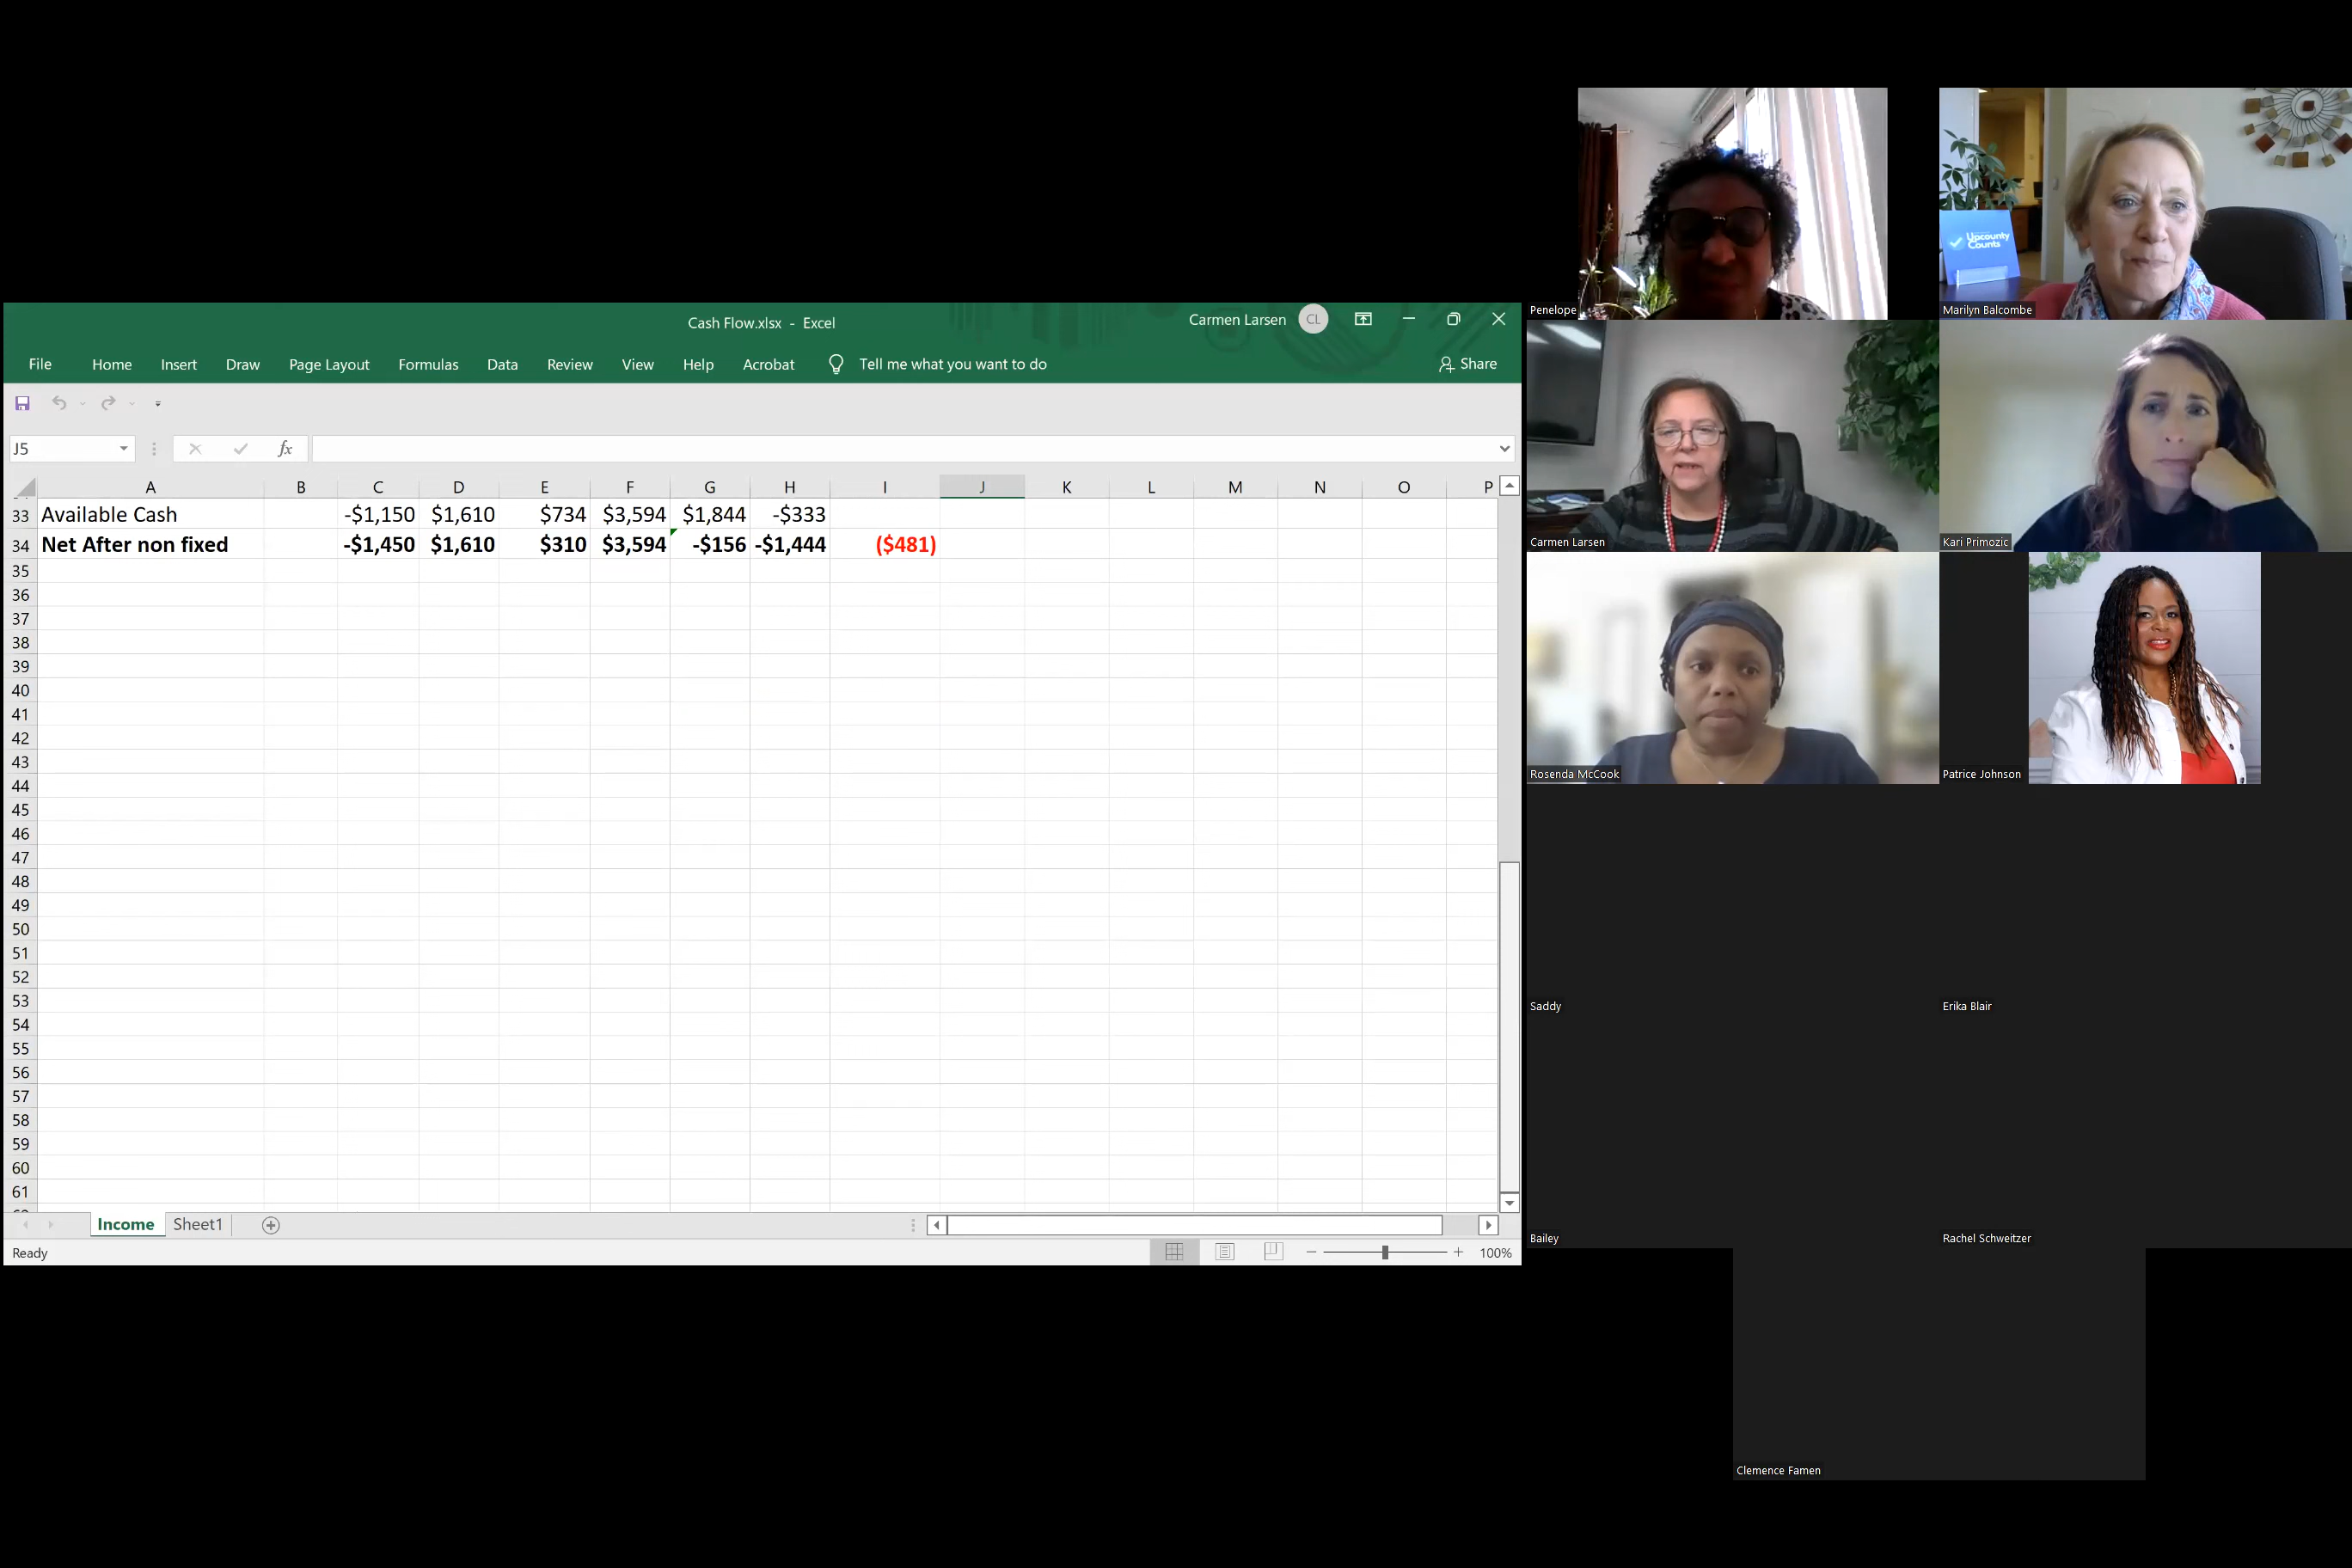 Cash Flow.xlsx - Excel
Carmen Larsen CL
File Home Insert Draw Page Layout Formulas Data Review View Help Acrobat Tell me what you want to do Share
J5 fx
A B C D E F G H I J K L M N O P
33 Available Cash -$1,150 $1,610 $734 $3,594 $1,844 -$333
34 Net After non fixed -$1,450 $1,610 $310 $3,594 -$156 -$1,444 ($481)
35
36
37
38
39
40
41
42
43
44
45
46
47
48
49
50
51
52
53
54
55
56
57
58
59
60
61
Income Sheet1
Ready 100%
Upcounty
Counts
Penelope
Marilyn Balcombe
Carmen Larsen
Kari Primozic
Rosenda McCook
Patrice Johnson
Saddy
Erika Blair
Bailey
Rachel Schweitzer
Clemence Famen